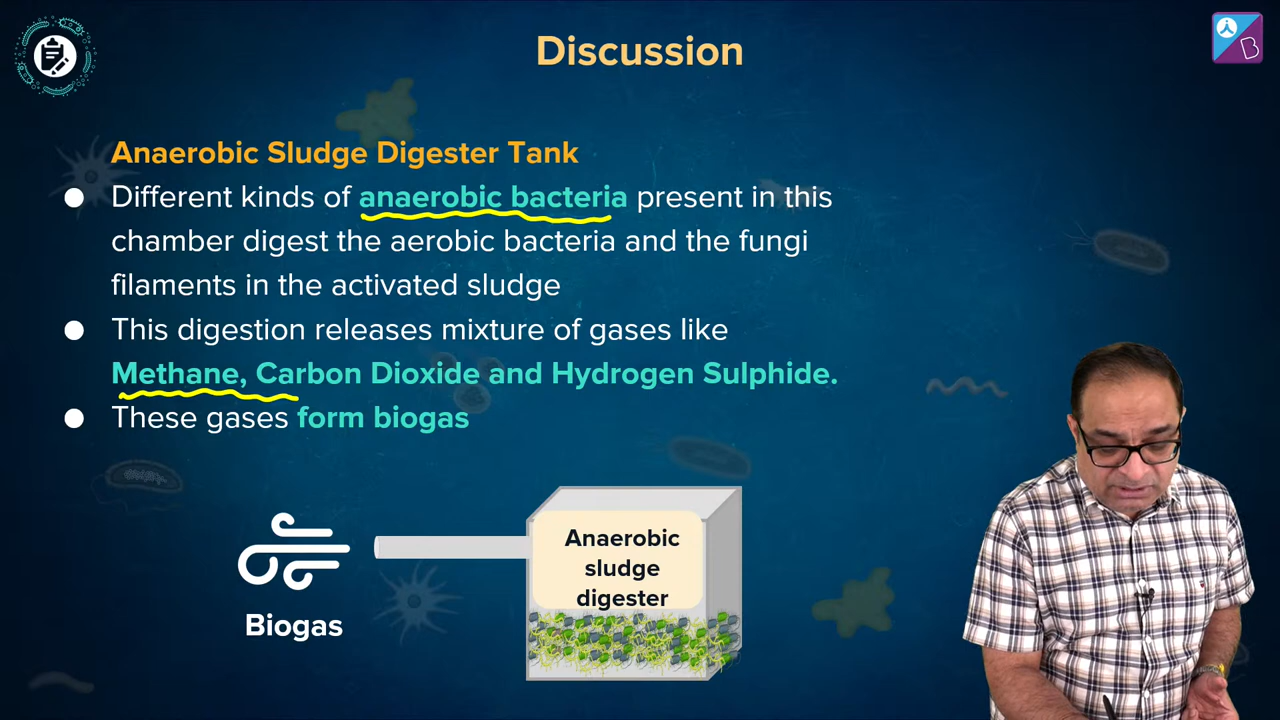 Discussion
Anaerobic Sludge Digester Tank
● Different kinds of anaerobic bacteria present in this
chamber digest the aerobic bacteria and the fungi
filaments in the activated sludge
● This digestion releases mixture of gases like
Methane, Carbon Dioxide and Hydrogen Sulphide.
● These gases form biogas
Anaerobic
sludge
digester
Biogas
B